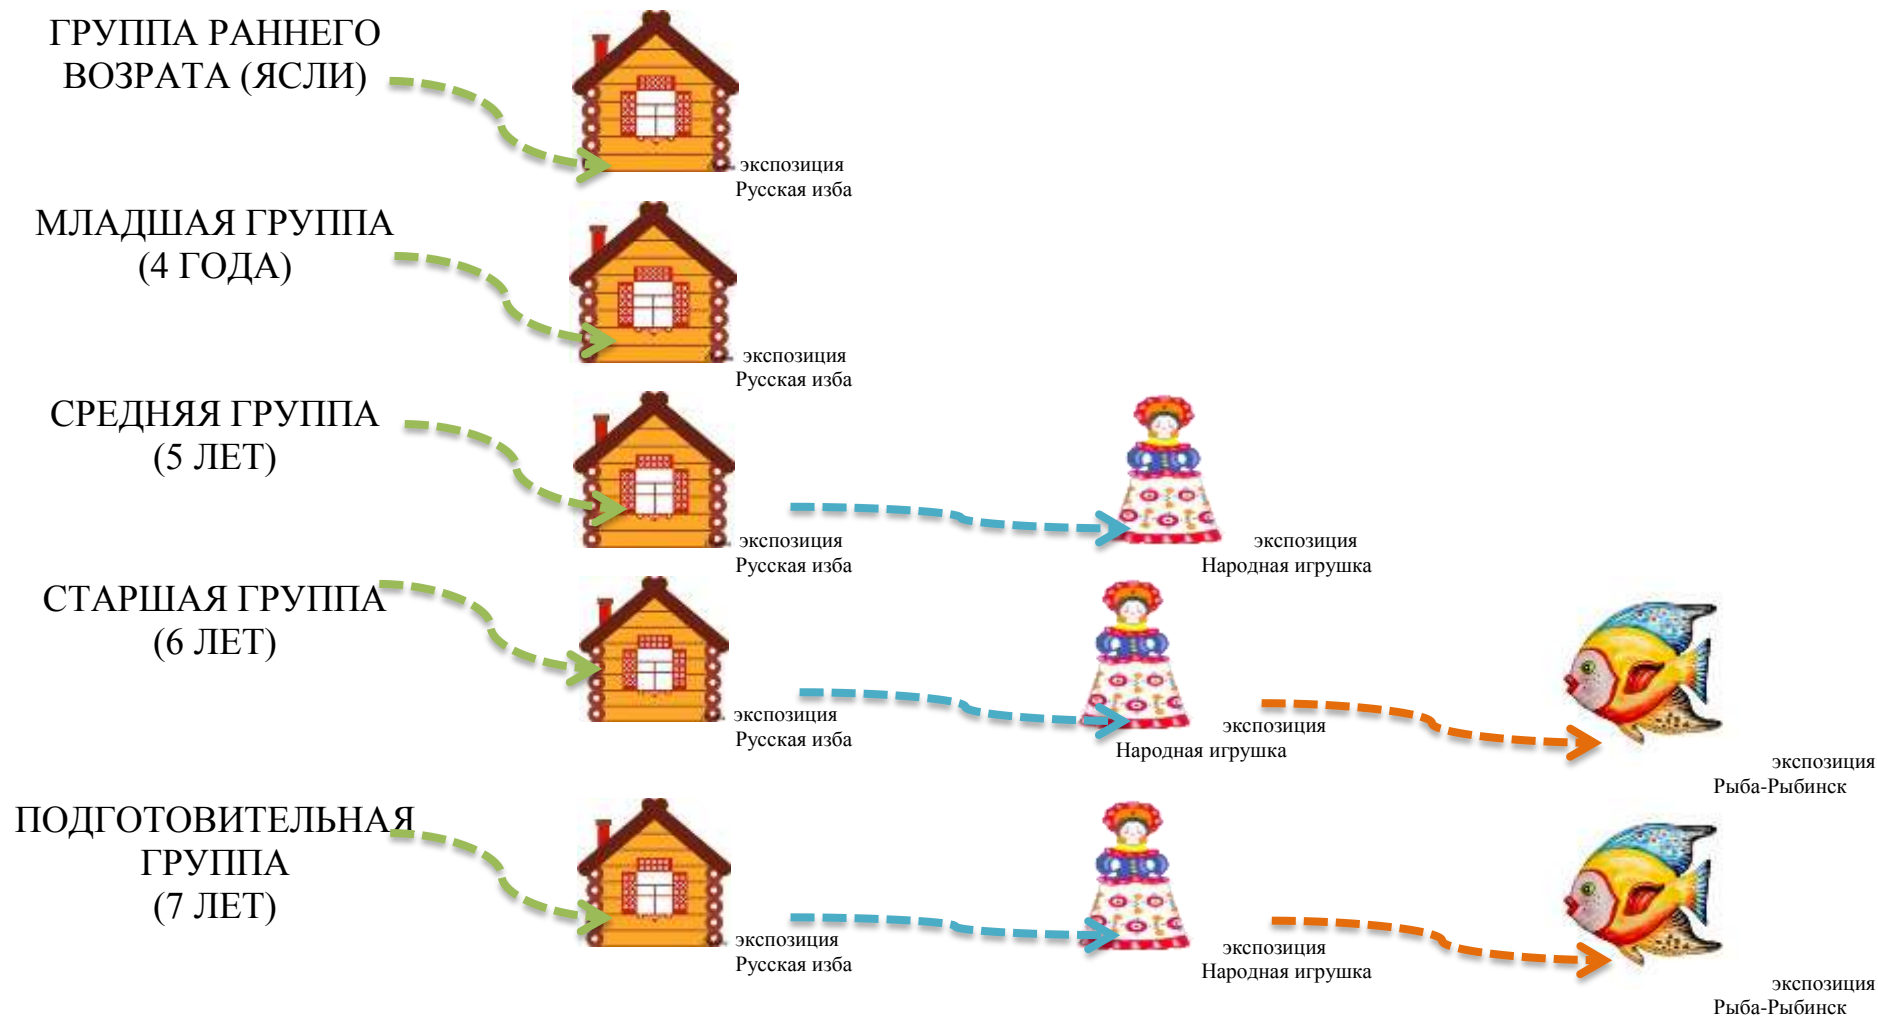 ГРУППА РАННЕГО
ВОЗРАТА (ЯСЛИ)
экспозиция
Русская изба
МЛАДШАЯ ГРУППА
(4 ГОДА)
экспозиция
Русская изба
СРЕДНЯЯ ГРУППА
(5 ЛЕТ)
экспозиция
Русская изба
экспозиция
Народная игрушка
СТАРШАЯ ГРУППА
(6 ЛЕТ)
экспозиция
Русская изба
экспозиция
Народная игрушка
экспозиция
Рыба-Рыбинск
ПОДГОТОВИТЕЛЬНАЯ
ГРУППА
(7 ЛЕТ)
экспозиция
Русская изба
экспозиция
Народная игрушка
экспозиция
Рыба-Рыбинск